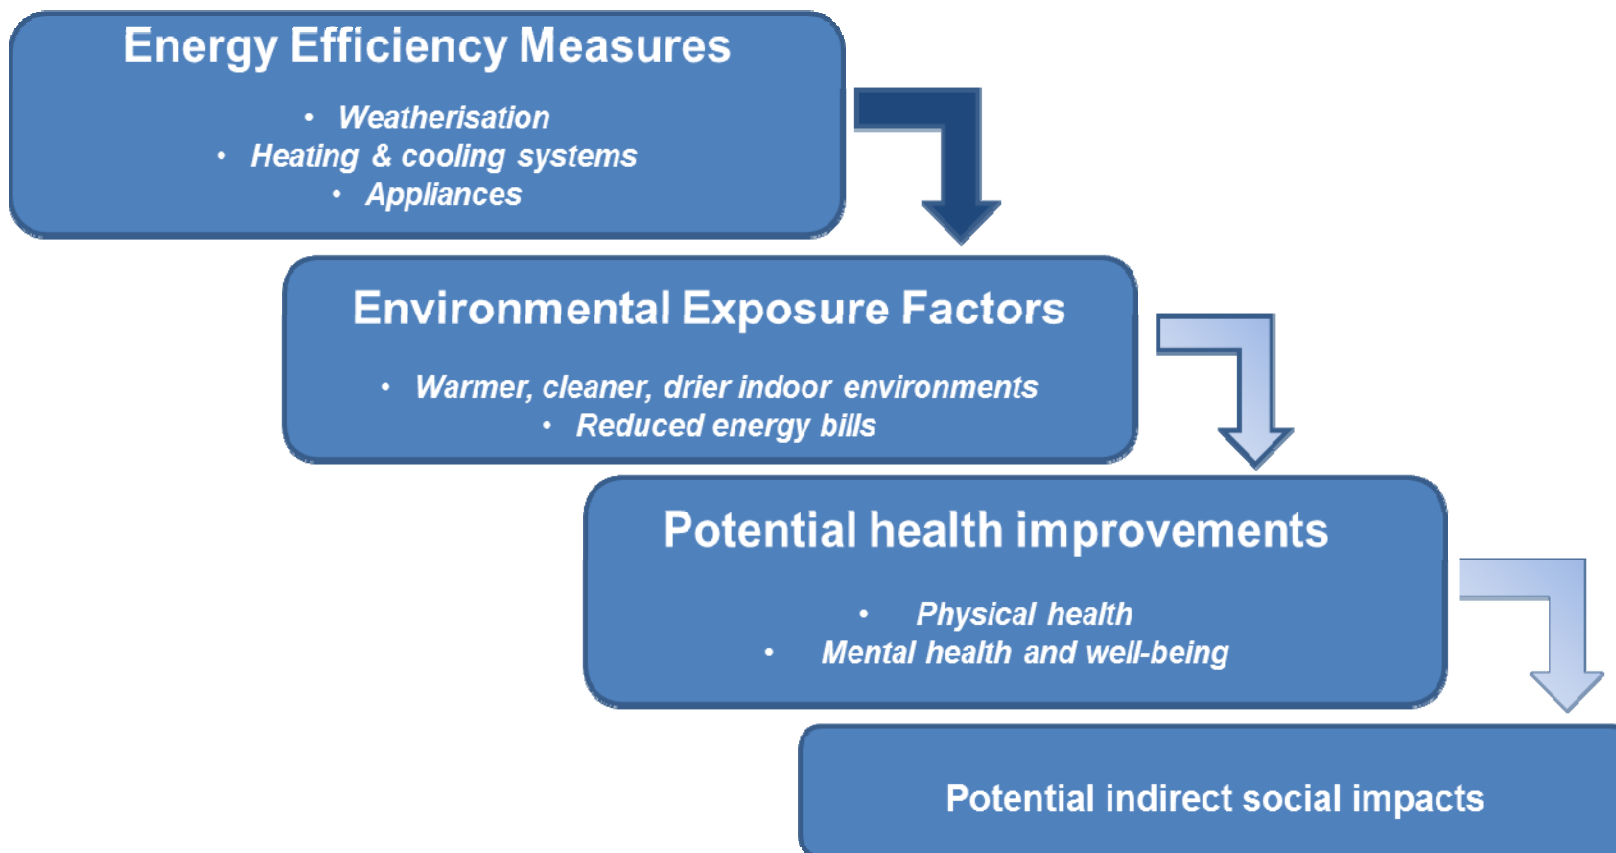 Energy Efficiency Measures
• Weatherisation
• Heating & cooling systems
• Appliances
Environmental Exposure Factors
• Warmer, cleaner, drier indoor environments
• Reduced energy bills
Potential health improvements
• Physical health
• Mental health and well-being
Potential indirect social impacts